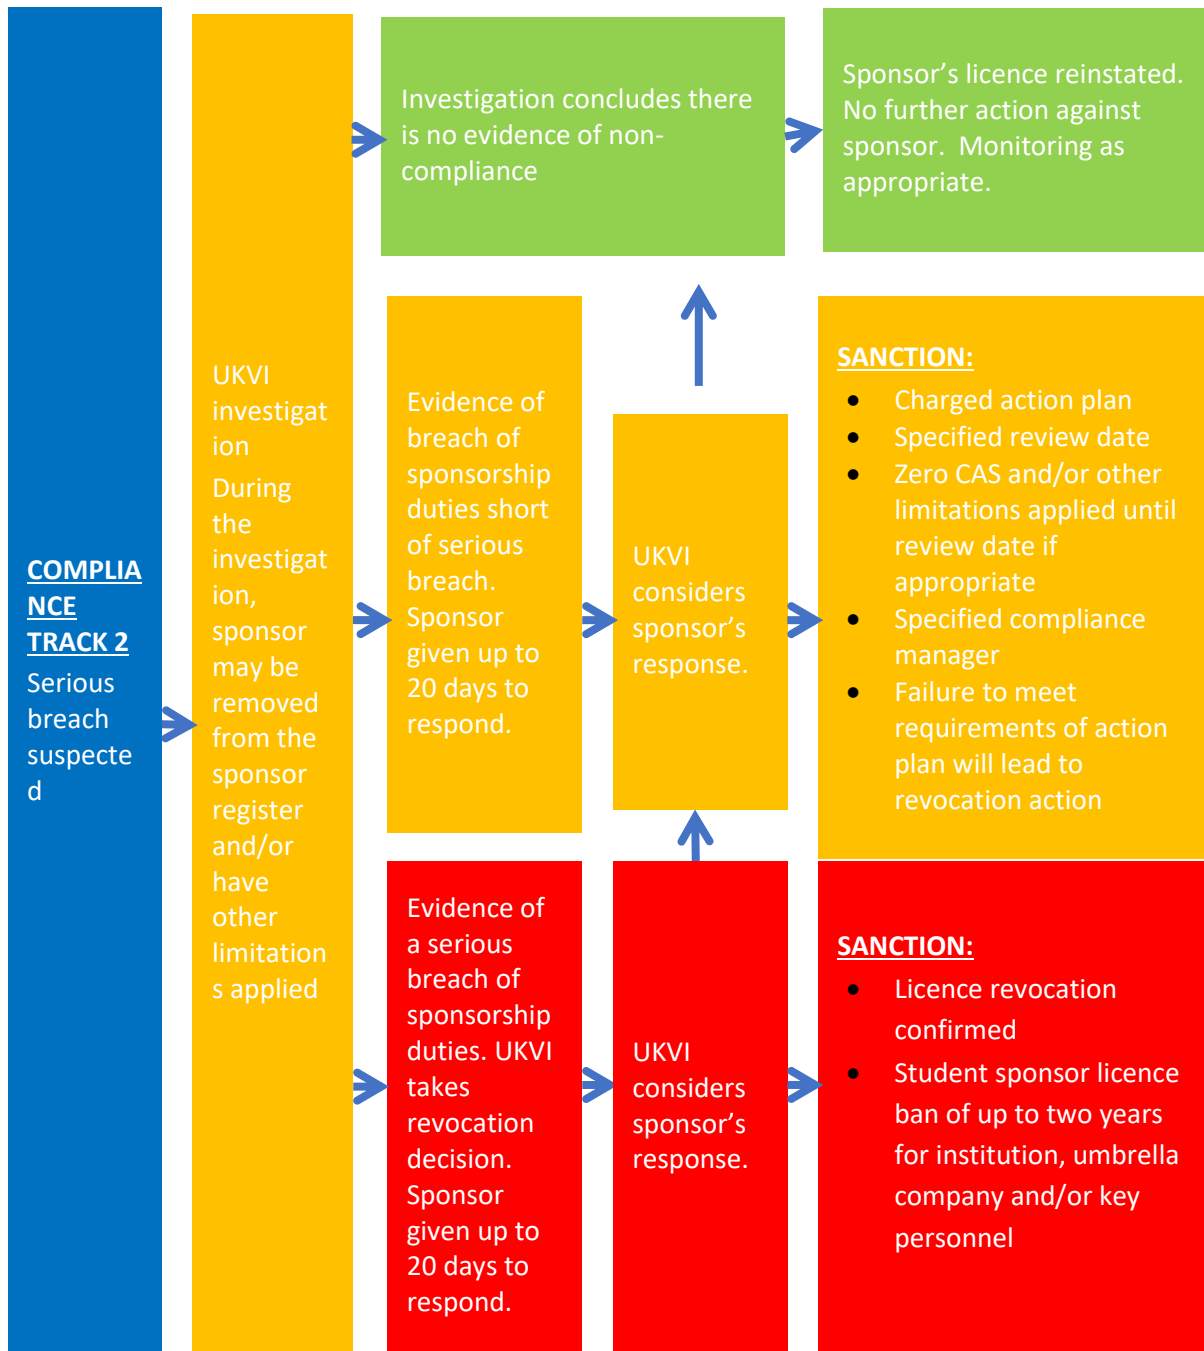 COMPLIA
NCE
TRACK 2
Serious
breach
suspecte
d
UKVI
investigat
ion
During
the
investigat
ion,
sponsor
may be
removed
from the
sponsor
register
and/or
have
other
limitation
s applied
Investigation concludes there
is no evidence of non-
compliance
Sponsor’s licence reinstated.
No further action against
sponsor.  Monitoring as
appropriate.
Evidence of
breach of
sponsorship
duties short
of serious
breach.
Sponsor
given up to
20 days to
respond.
UKVI
considers
sponsor’s
response.
SANCTION:
● Charged action plan
● Specified review date
● Zero CAS and/or other
limitations applied until
review date if
appropriate
● Specified compliance
manager
● Failure to meet
requirements of action
plan will lead to
revocation action
Evidence of
a serious
breach of
sponsorship
duties. UKVI
takes
revocation
decision.
Sponsor
given up to
20 days to
respond.
UKVI
considers
sponsor’s
response.
SANCTION:
● Licence revocation
confirmed
● Student sponsor licence
ban of up to two years
for institution, umbrella
company and/or key
personnel